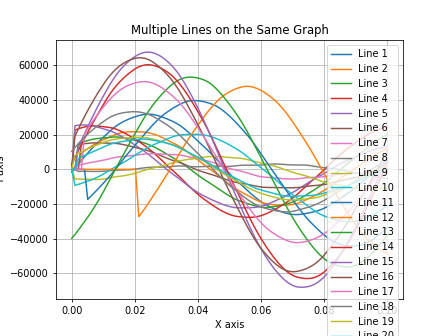 Multiple Lines on the Same Graph
60000
40000
20000
0
−20000
−40000
−60000
0.00
0.02
0.04
0.06
X axis
Line 1
Line 2
Line 3
Line 4
Line 5
Line 6
Line 7
Line 8
Line 9
Line 10
Line 11
Line 12
Line 13
Line 14
Line 15
Line 16
Line 17
Line 18
Line 19
Line 20